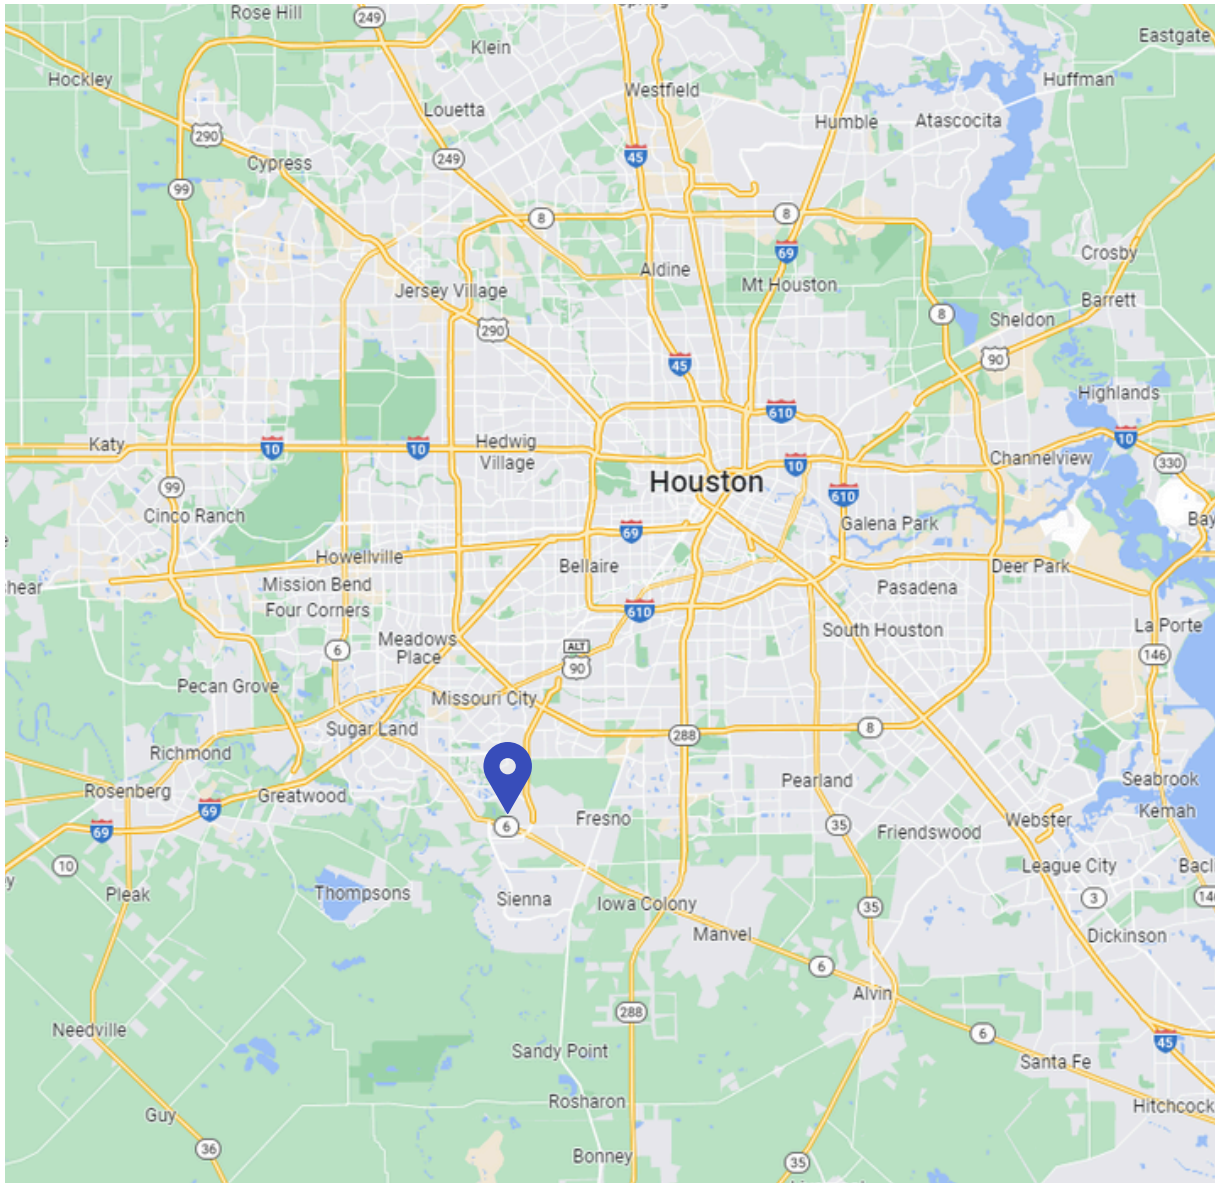 Rose Hill
249
Spring
Eastgate
Klein
Hockley
Huffman
Westfield
Louetta
Humble
Atascocita
290
45
Cypress
249
99
8
8
69
Crosby
Aldine
Mt Houston
Jersey Village
Barrett
8
Sheldon
290
90
45
Highlands
610
Katy
10
10
Hedwig
Village
10
10
Channelview
330
Houston
99
610
Cinco Ranch
Galena Park
Bay
69
Howellville
Bellaire
Deer Park
hear
Mission Bend
Pasadena
Four Corners
610
South Houston
La Porte
Meadows
Place
6
ALT
90
146
Pecan Grove
Missouri City
Sugar Land
288
8
Richmond
Pearland
Seabrook
Rosenberg
Greatwood
69
Kemah
69
6
Fresno
35
Friendswood
Webster
10
League City
Bacl
ey
Pleak
Thompsons
Sienna
Iowa Colony
35
3
146
Manvel
Dickinson
6
Alvin
288
Needville
6
45
Sandy Point
Santa Fe
Rosharon
Guy
Hitchcock
36
Bonney
35